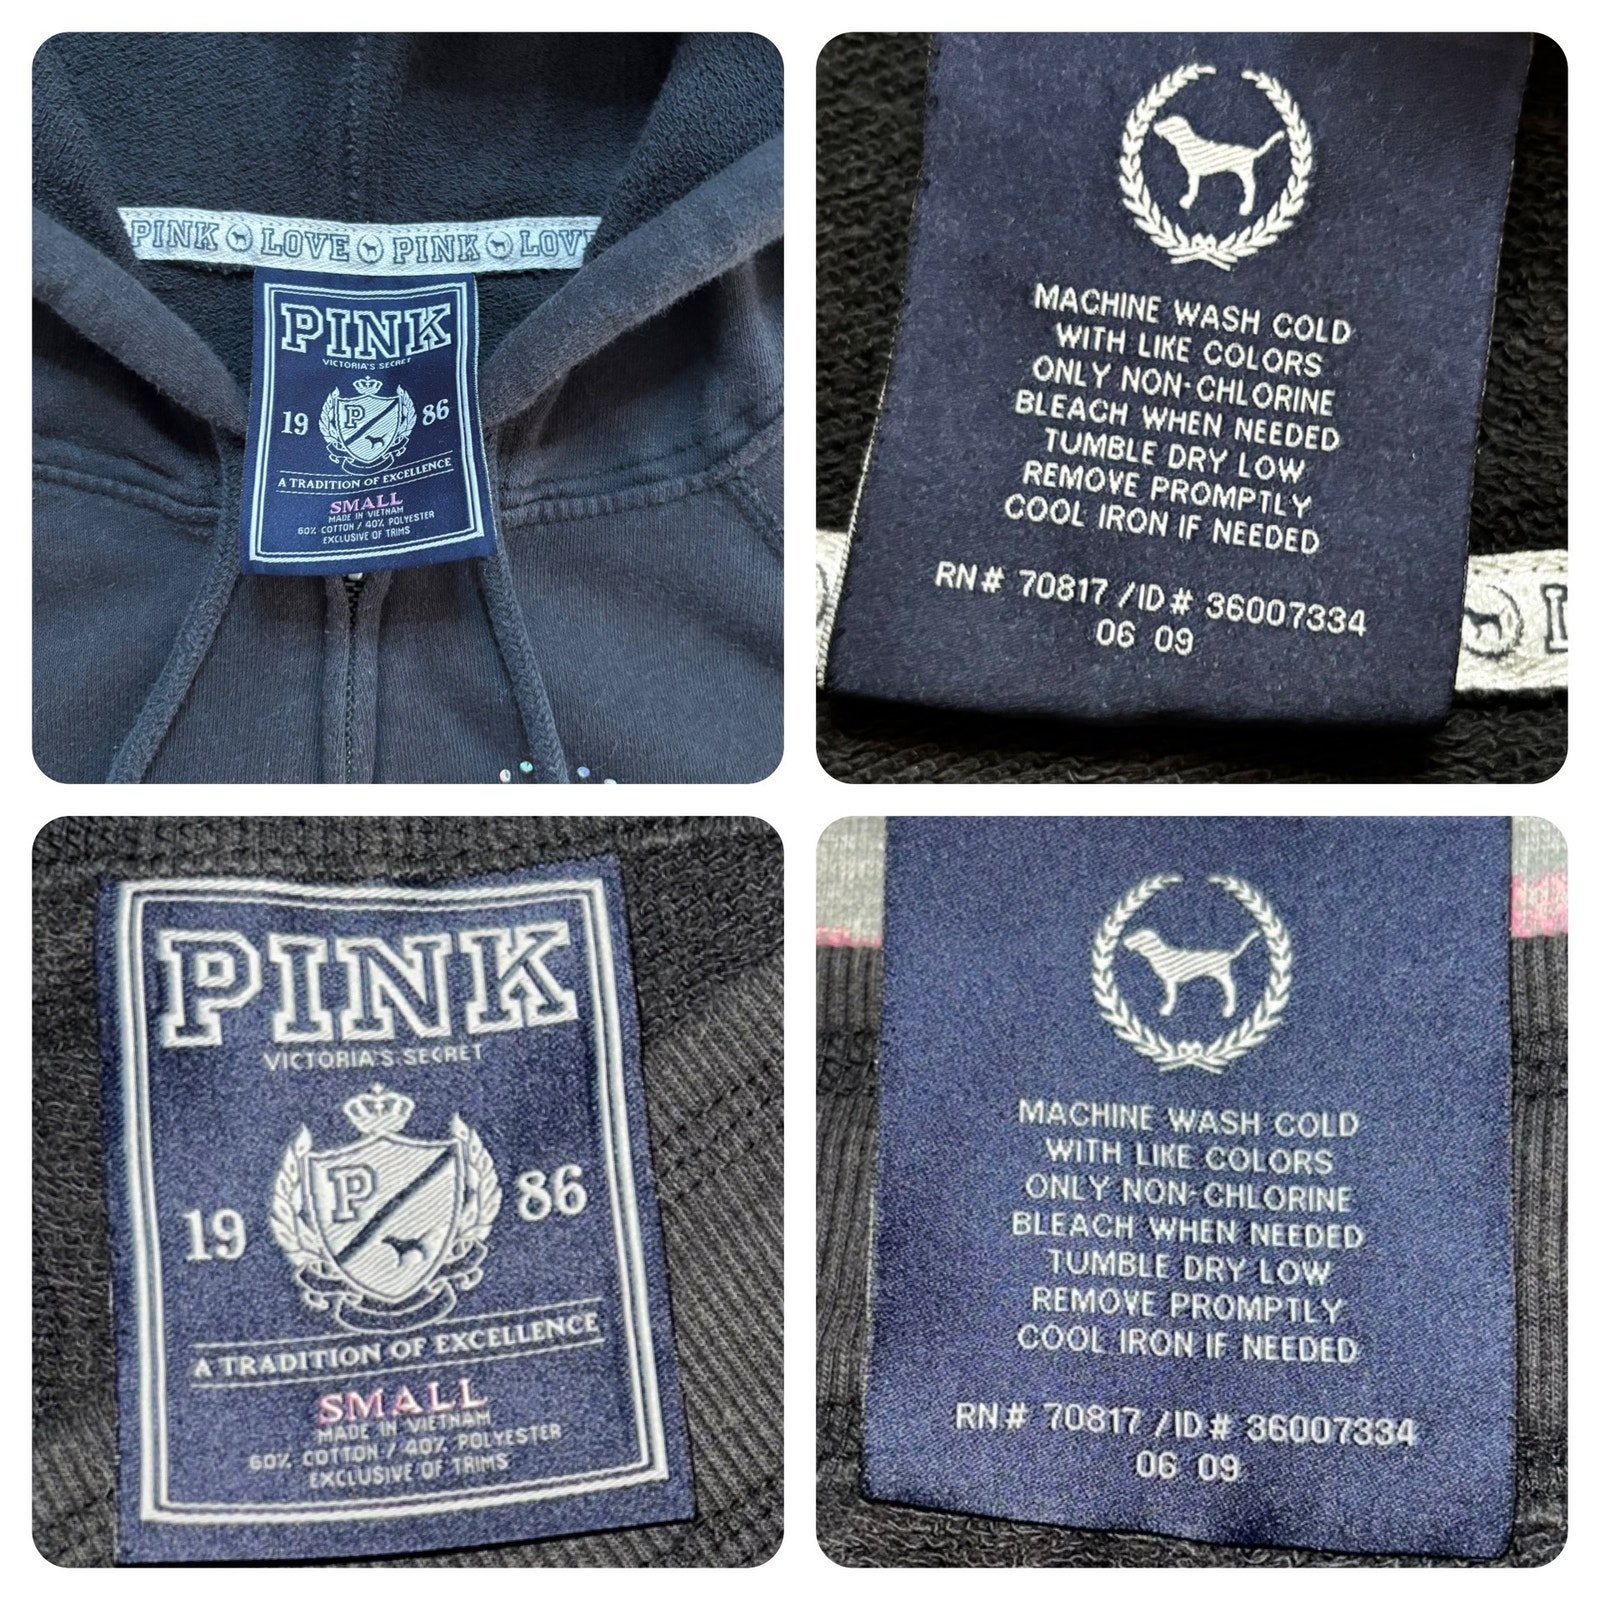 PINK LOVE PINK LOV
PINK
VICTORIA'S SECRET
19 P 86
A TRADITION OF EXCELLENCE
SMALL
MADE IN VIETNAM
60% COTTON / 40% POLYESTER
EXCLUSIVE OF TRIMS
MACHINE WASH COLD
WITH LIKE COLORS
ONLY NON-CHLORINE
BLEACH WHEN NEEDED
TUMBLE DRY LOW
REMOVE PROMPTLY
COOL IRON IF NEEDED
RN# 70817 /ID# 36007334
06 09
L
PINK
VICTORIA'S SECRET
19 P 86
A TRADITION OF EXCELLENCE
SMALL
MADE IN VIETNAM
60% COTTON / 40% POLYESTER
EXCLUSIVE OF TRIMS
MACHINE WASH COLD
WITH LIKE COLORS
ONLY NON-CHLORINE
BLEACH WHEN NEEDED
TUMBLE DRY LOW
REMOVE PROMPTLY
COOL IRON IF NEEDED
RN# 70817 /ID# 36007334
06 09